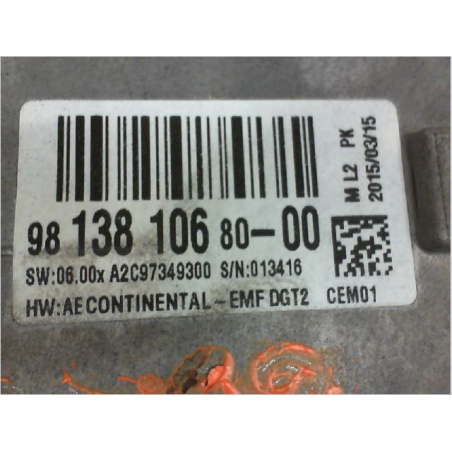 98 138 106 80-00
SW:06.00x A2C97349300 S/N:013416
HW:AE CONTINENTAL-EMF DGT2 CEM01
M L2 PK
2015/03/15